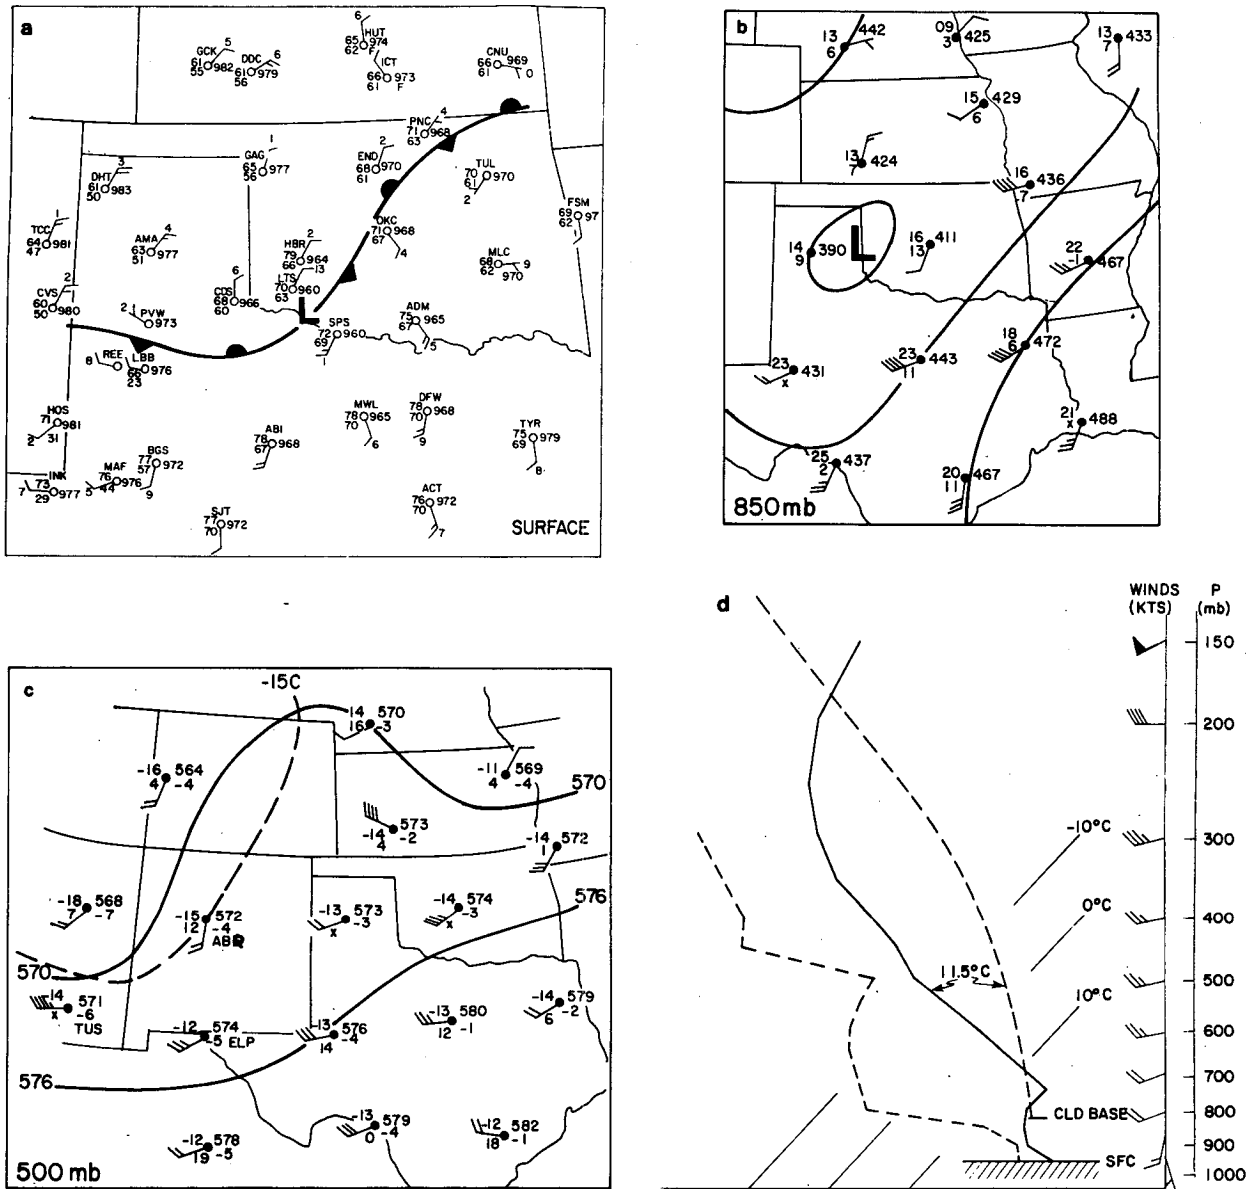 a
6
HUT
65 974
62 F
ICT
66 973
61 F
GCK 5
61
55 982
DDC 6
61
56 979
CNU
66 969
61 0
PNC 4
71 968
63
GAG 1
65 977
56
END 2
68 970
61
TUL
70 970
61
2
DHT 3
61 983
50
FSM
69 97
62
1
TCC 1
64 981
47
AMA 4
63 977
51
OKC
71 968
67 4
HBR 2
79 964
66
LTS 13
70 960
63
MLC
68 9
62 970
CVS 2
60 980
50
CDS 6
68 966
60
PVW 2
973
L
SPS
72 960
69
1
ADM
75 965
67 5
REE
8
LBB
66 976
23
HOS
71 981
2 31
MWL
78 965
70 6
DFW
78 968
70
9
ABI
78 968
67
TYR
75 979
69
8
BGS
77 972
57
9
MAF
76 976
5 44
INK
73
7 29 977
ACT
76 972
70
7
SJT
77 972
70
SURFACE
b
13 442
6
09 425
3
13 433
7
15 429
6
13 424
7
16 436
-7
14 390
9
L
16 411
13
22 467
-1
18 472
6
23 443
11
23 431
x
21 488
x
25 437
2
20 467
11
850mb
c
-15C
14 570
16 -3
-16 564
4 -4
-11 569
4 -4
570
573
-14 -2
4
-14 572
1
576
-18 568
7 -7
-15 572
12 -4
ABQ
-13 573
x -3
-14 574
x -3
570
-14 571
x -6
TUS
-12 574
-5 ELP
-13 576
14 -4
-13 580
12 -1
-14 579
6 -2
576
-13 579
0 -4
-12 582
18 -1
-12 578
19 -5
500 mb
d
WINDS P
(KTS) (mb)
150
200
300
-10°C
400
0°C
11.5°C
500
10°C
600
700
CLD BASE
800
900
SFC
1000